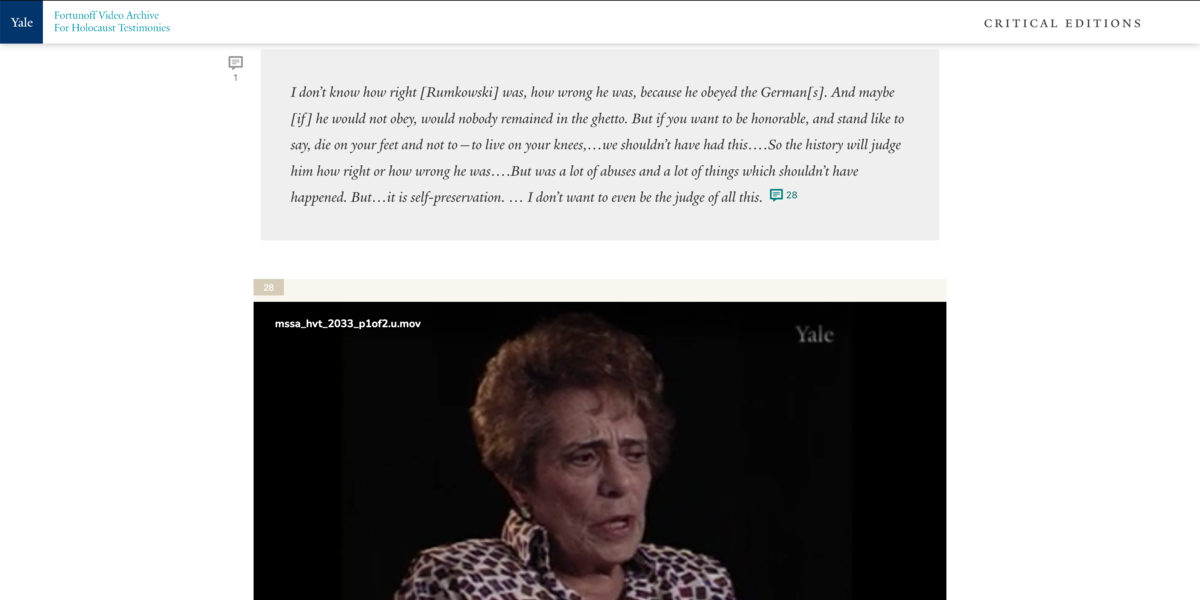 Yale
Fortunoff Video Archive
For Holocaust Testimonies
CRITICAL EDITIONS
1
I don’t know how right [Rumkowski] was, how wrong he was, because he obeyed the German[s]. And maybe
[if] he would not obey, would nobody remained in the ghetto. But if you want to be honorable, and stand like to
say, die on your feet and not to—to live on your knees,…we shouldn’t have had this….So the history will judge
him how right or how wrong he was….But was a lot of abuses and a lot of things which shouldn’t have
happened. But…it is self-preservation. … I don’t want to even be the judge of all this. 28
28
mssa_hvt_2033_p1of2.u.mov
Yale